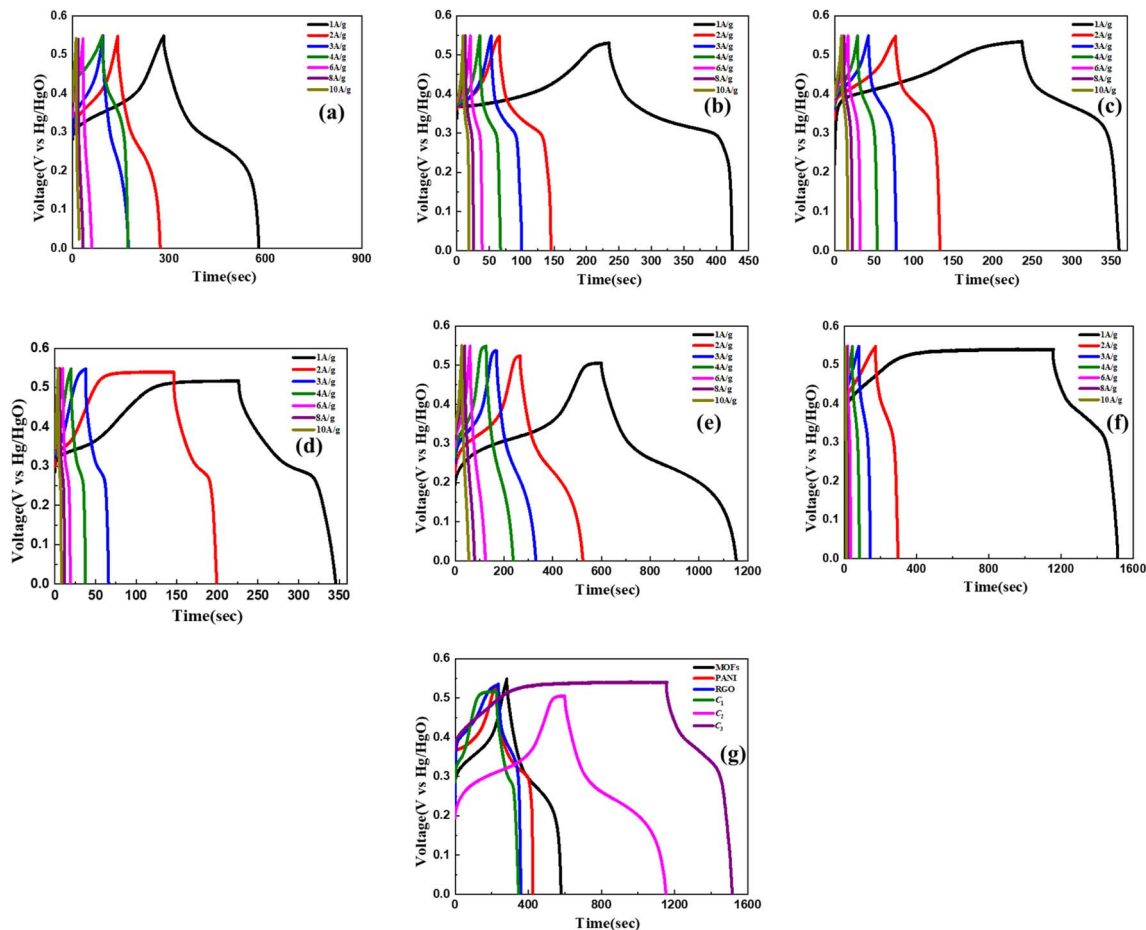 0.6
0.5
0.4
0.3
0.2
0.1
0.0
Voltage(V vs Hg/HgO)
0
300
600
900
Time(sec)
1A/g
2A/g
3A/g
4A/g
6A/g
8A/g
10A/g
(a)
0.6
0.5
0.4
0.3
0.2
0.1
0.0
Voltage(V vs Hg/HgO)
0 50 100 150 200 250 300 350 400 450
Time(sec)
1A/g
2A/g
3A/g
4A/g
6A/g
8A/g
10A/g
(b)
0.6
0.5
0.4
0.3
0.2
0.1
0.0
Voltage(V vs Hg/HgO)
0 50 100 150 200 250 300 350
Time(sec)
1A/g
2A/g
3A/g
4A/g
6A/g
8A/g
10A/g
(c)
0.6
0.5
0.4
0.3
0.2
0.1
0.0
Voltage(V vs Hg/HgO)
0 50 100 150 200 250 300 350
Time(sec)
1A/g
2A/g
3A/g
4A/g
6A/g
8A/g
10A/g
(d)
0.6
0.5
0.4
0.3
0.2
0.1
0.0
Voltage(V vs Hg/HgO)
0 200 400 600 800 1000 1200
Time(sec)
1A/g
2A/g
3A/g
4A/g
6A/g
8A/g
10A/g
(e)
0.6
0.5
0.4
0.3
0.2
0.1
0.0
Voltage(V vs Hg/HgO)
0 400 800 1200 1600
Time(sec)
1A/g
2A/g
3A/g
4A/g
6A/g
8A/g
10A/g
(f)
0.6
0.5
0.4
0.3
0.2
0.1
0.0
Voltage(V vs Hg/HgO)
0 400 800 1200 1600
Time(sec)
MOFs
PANI
RGO
C₁
C₂
C₃
(g)